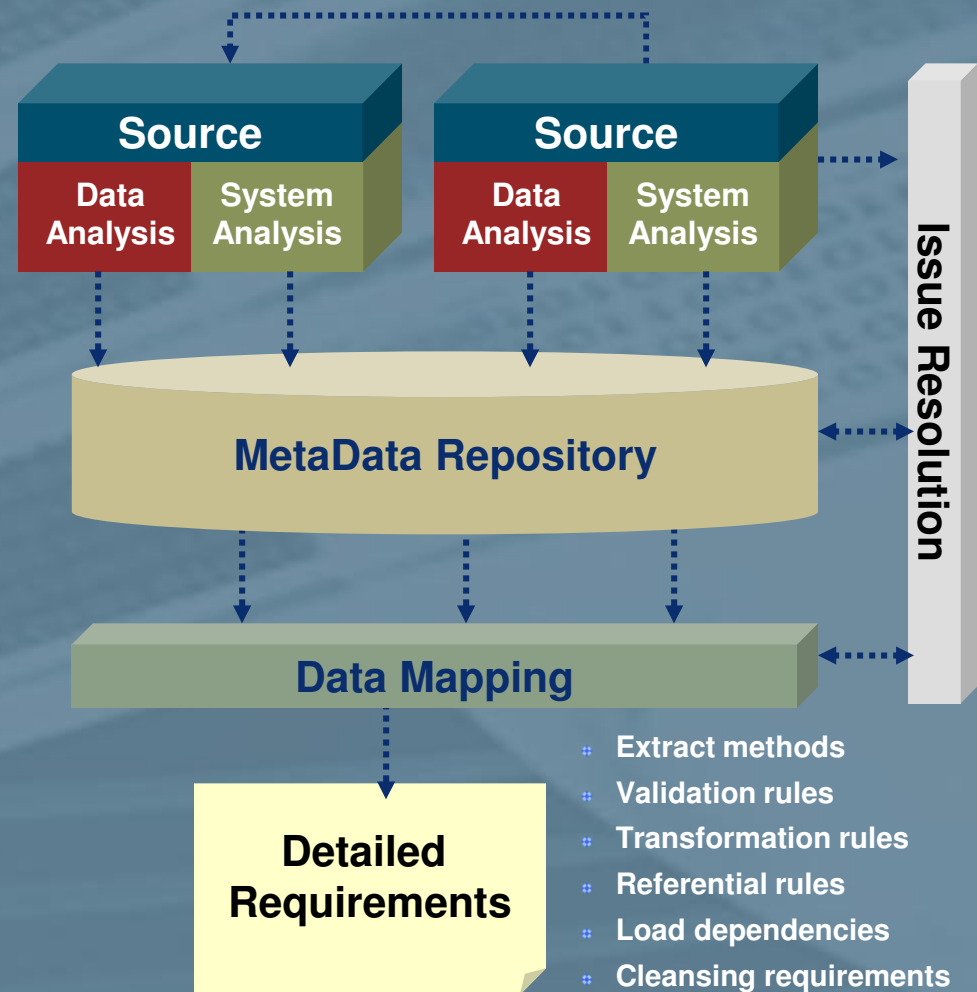 Source
Data
Analysis
System
Analysis
Source
Data
Analysis
System
Analysis
Issue Resolution
MetaData Repository
Data Mapping
Detailed
Requirements
Extract methods
Validation rules
Transformation rules
Referential rules
Load dependencies
Cleansing requirements